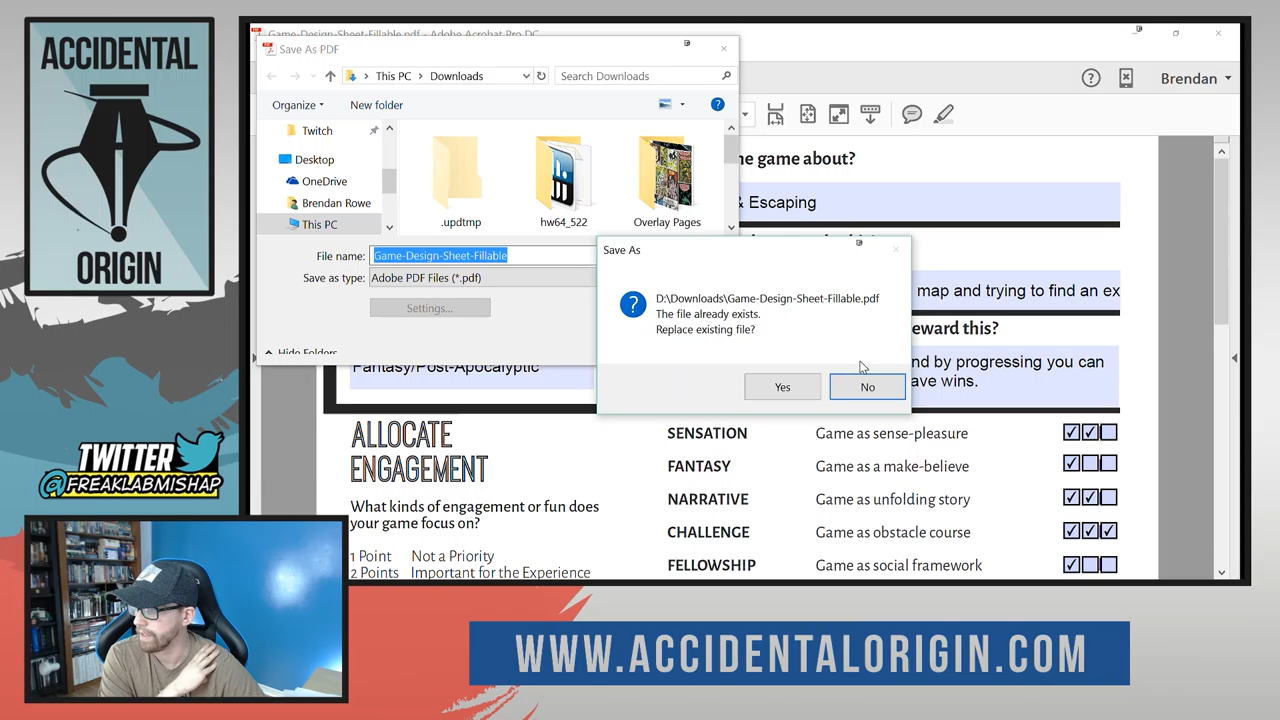 ACCIDENTAL
ORIGIN
TWITTER
@FREAKLABMISHAP
Game-Design-Sheet-Fillable.pdf - Adobe Acrobat Pro DC
Save As PDF
This PC > Downloads
Search Downloads
Organize
New folder
Twitch
Desktop
OneDrive
Brendan Rowe
This PC
.updtmp
hw64_522
Overlay Pages
File name: Game-Design-Sheet-Fillable
Save as type: Adobe PDF Files (*.pdf)
Settings...
Hide Folders
Save As
D:\Downloads\Game-Design-Sheet-Fillable.pdf
The file already exists.
Replace existing file?
Yes
No
Brendan
game about?
& Escaping
map and trying to find an ex
eward this?
nd by progressing you can
ave wins.
Fantasy/Post-Apocalyptic
ALLOCATE
ENGAGEMENT
What kinds of engagement or fun does
your game focus on?
1 Point Not a Priority
2 Points Important for the Experience
SENSATION Game as sense-pleasure
FANTASY Game as a make-believe
NARRATIVE Game as unfolding story
CHALLENGE Game as obstacle course
FELLOWSHIP Game as social framework
WWW.ACCIDENTALORIGIN.COM